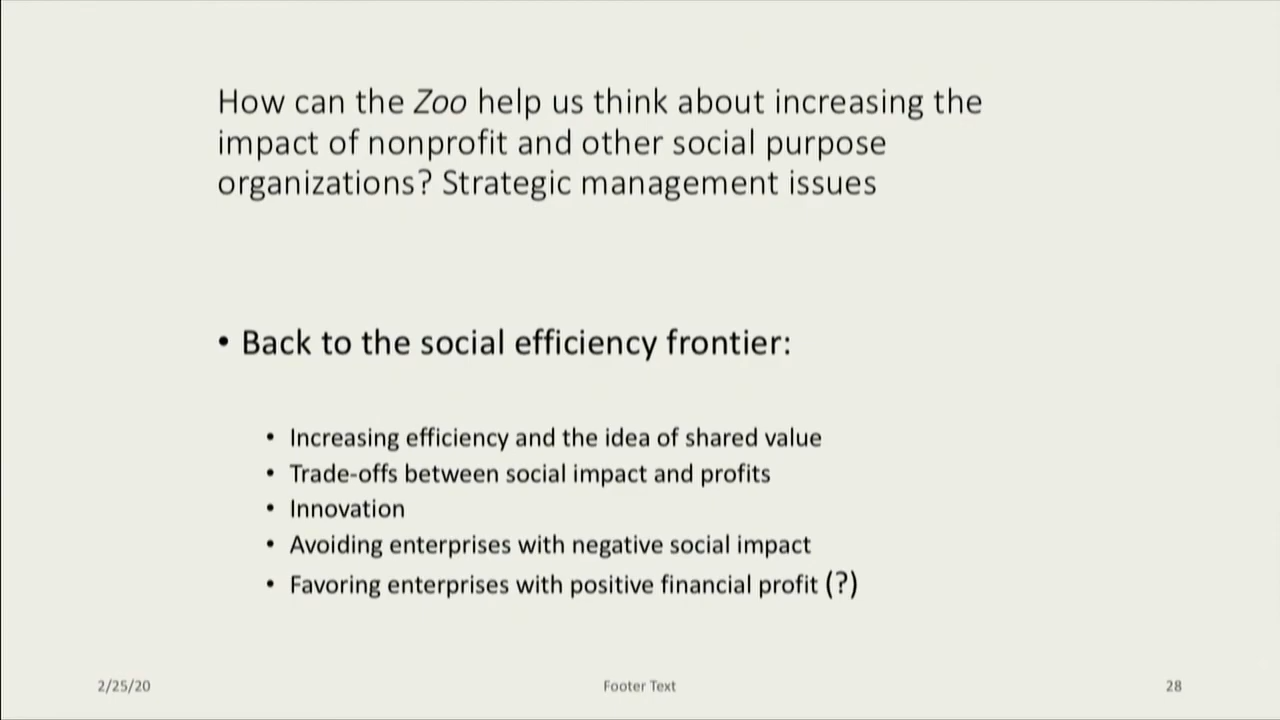 How can the Zoo help us think about increasing the
impact of nonprofit and other social purpose
organizations? Strategic management issues
• Back to the social efficiency frontier:
• Increasing efficiency and the idea of shared value
• Trade-offs between social impact and profits
• Innovation
• Avoiding enterprises with negative social impact
• Favoring enterprises with positive financial profit (?)
2/25/20
Footer Text
28